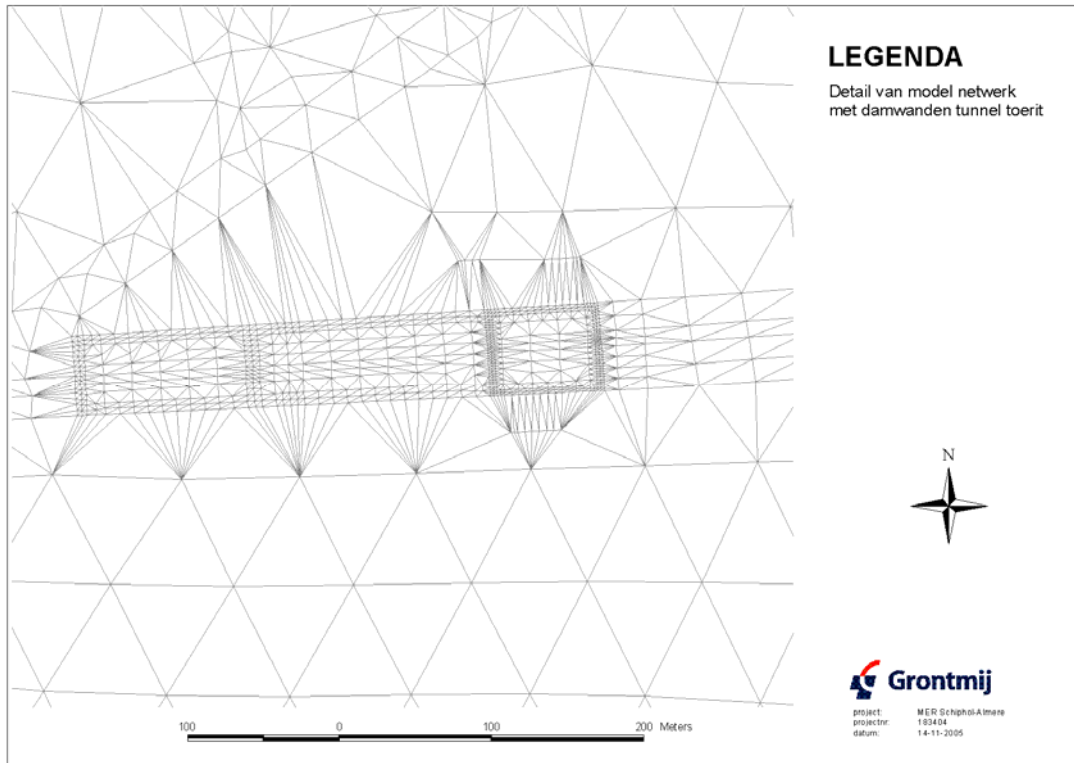 LEGENDA
Detail van model netwerk
met damwanden tunnel toerit
N
Grontmij
project: MER Schiphol-Almere
projectnr: 183404
datum: 14-11-2005
100 0 100 200 Meters